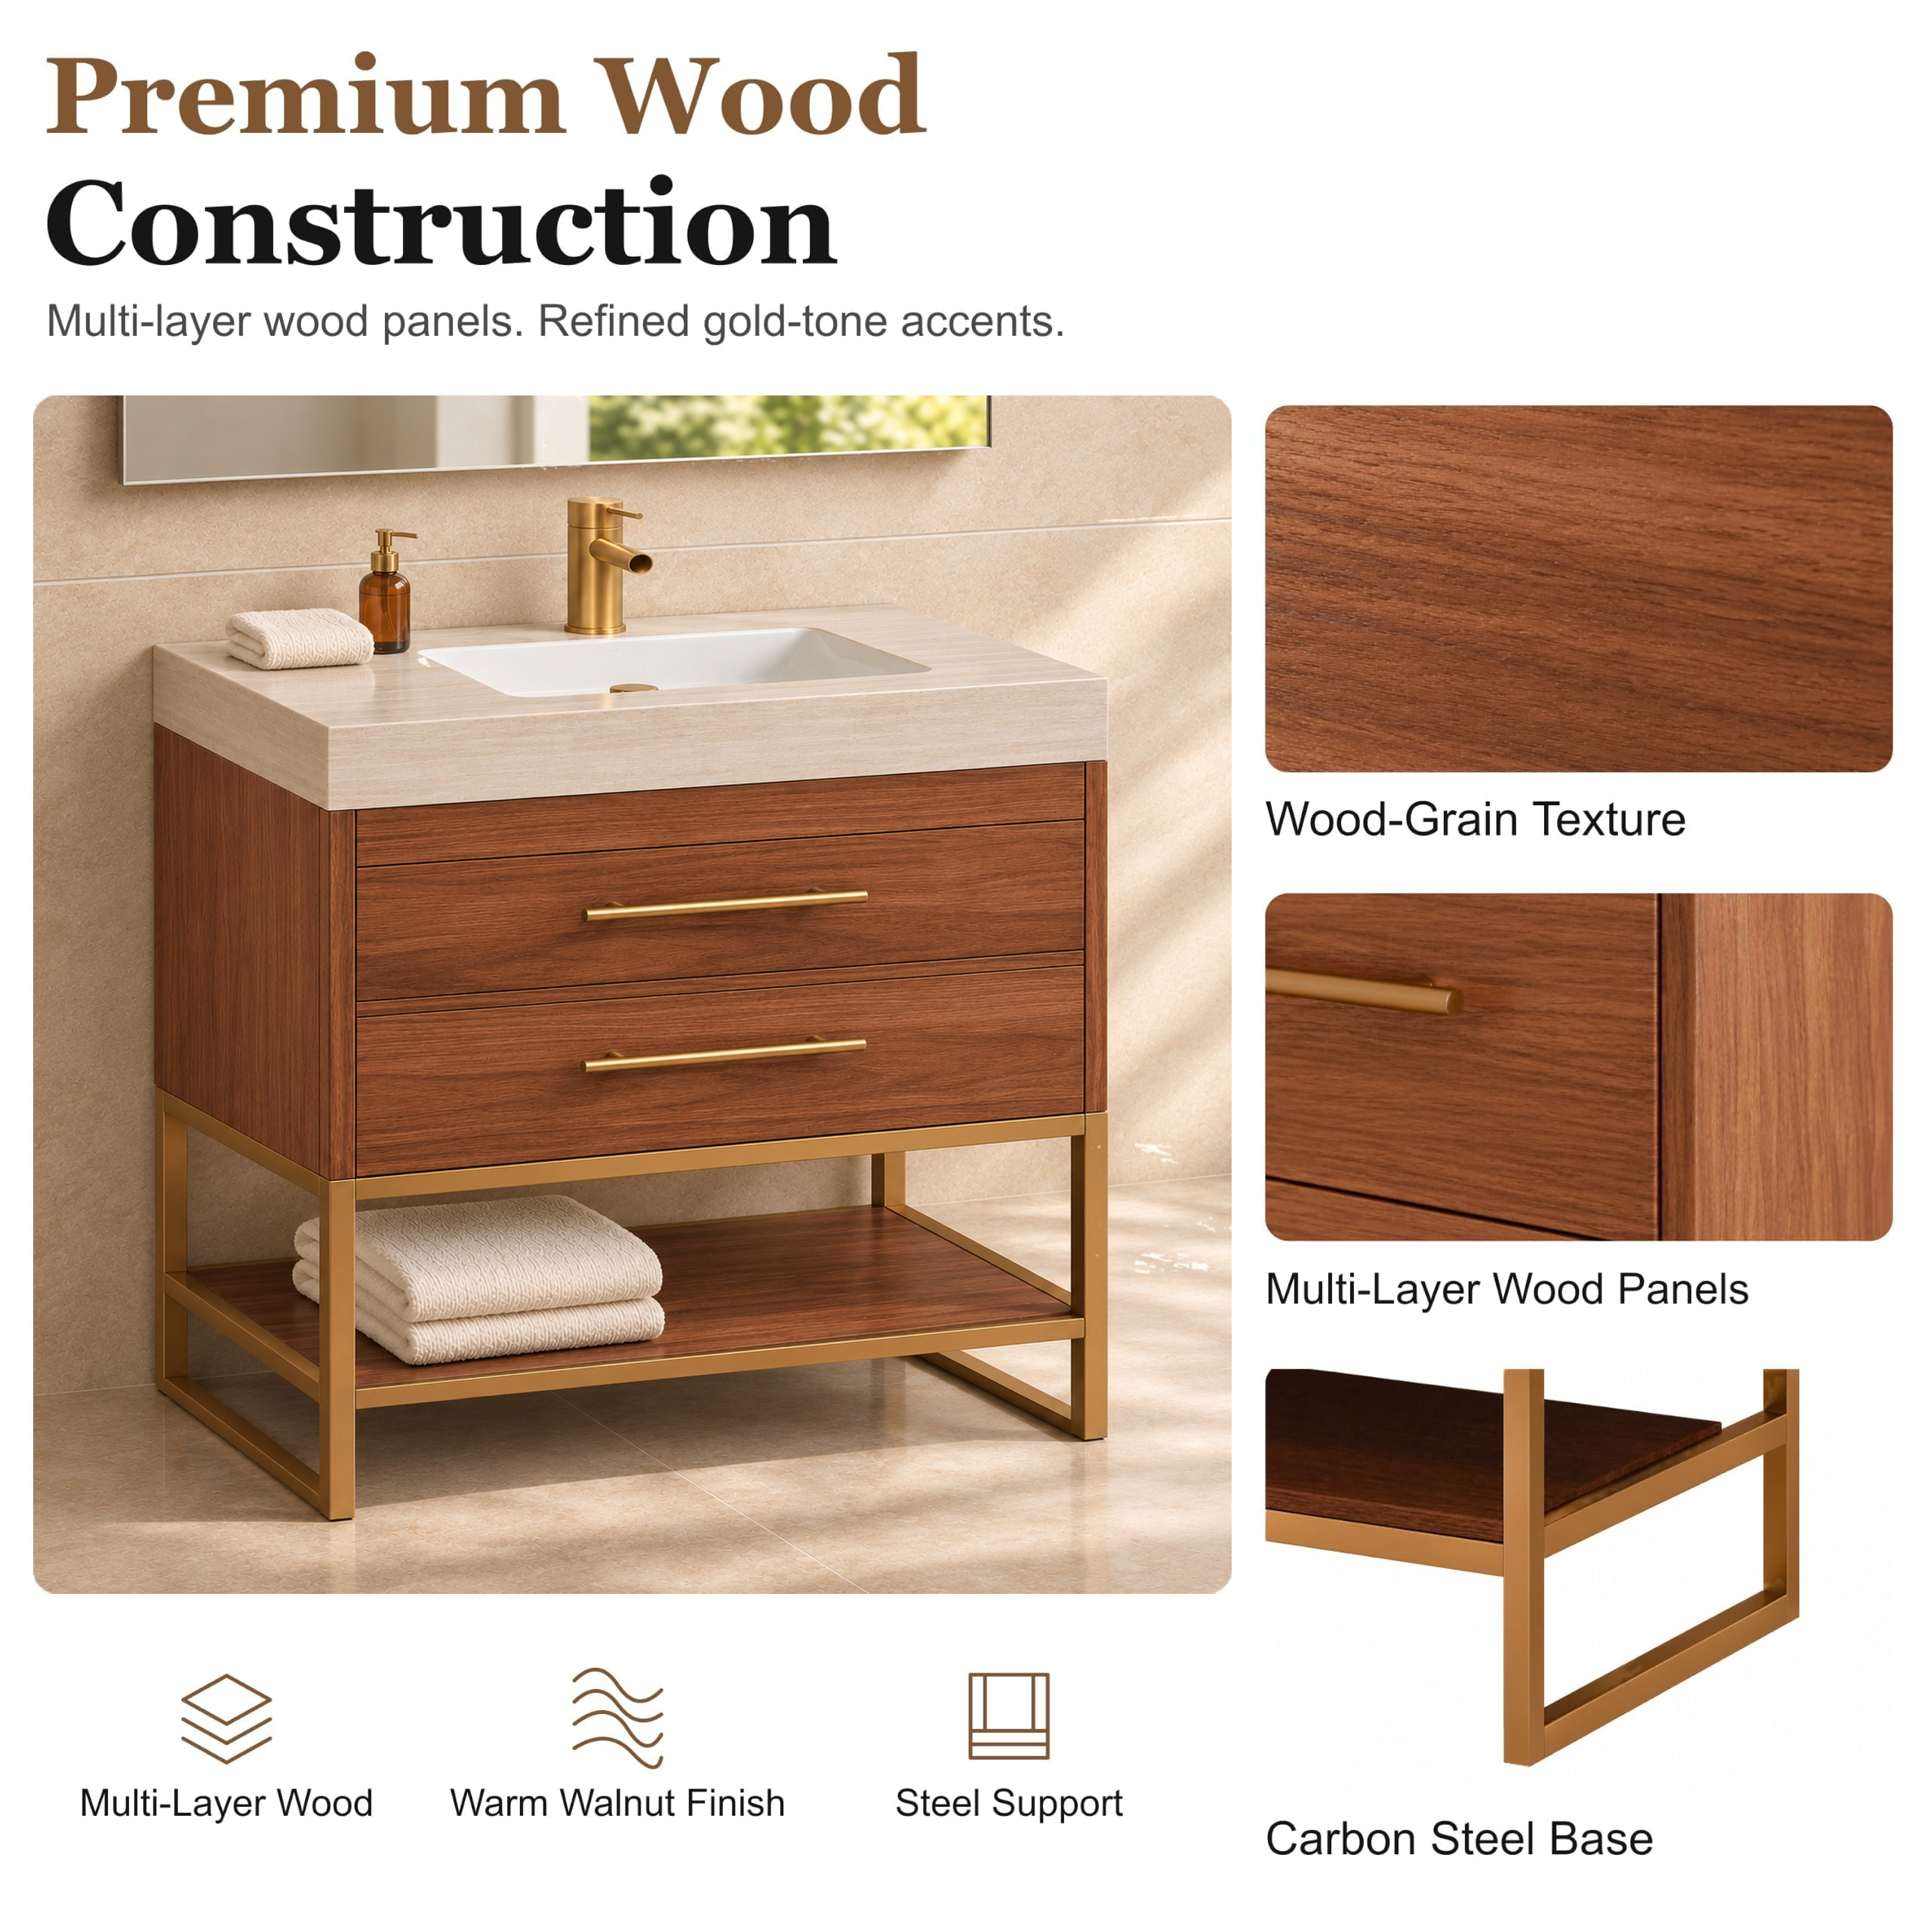 Premium Wood
Construction
Multi-layer wood panels. Refined gold-tone accents.
Wood-Grain Texture
Multi-Layer Wood Panels
Carbon Steel Base
Multi-Layer Wood
Warm Walnut Finish
Steel Support